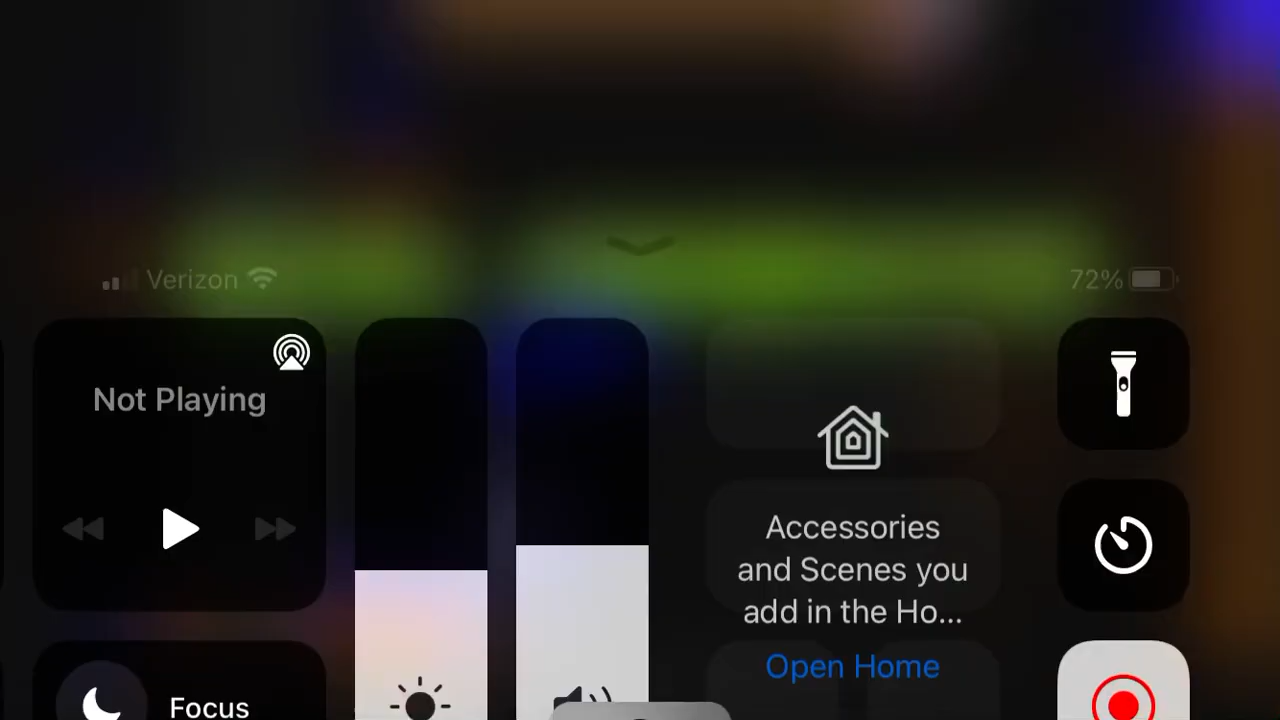 Verizon
72%
Not Playing
Accessories
and Scenes you
add in the Ho...
Open Home
Focus